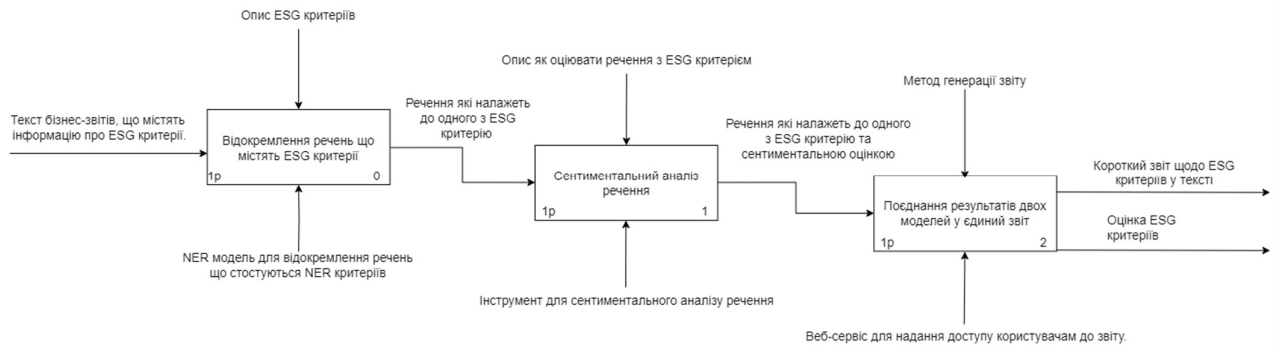 Опис ESG критеріїв
Текст бізнес-звітів, що містять
інформацію про ESG критерії.
Відокремлення речень що
містять ESG критерії
1р
0
NER модель для відокремлення речень
що стостуються NER критеріїв
Речення які налажеть
до одного з ESG
критерію
Опис як оціювати речення з ESG критерієм
Сентиментальний аналіз
речення
1р
1
Інструмент для сентиментального аналізу речення
Речення які налажеть до одного
з ESG критерію та
сентиментальною оцінкою
Метод генерації звіту
Поєднання результатів двох
моделей у єдиний звіт
1р
2
Веб-сервіс для надання доступу користувачам до звіту.
Короткий звіт щодо ESG
критеріїв у тексті
Оцінка ESG
критеріїв